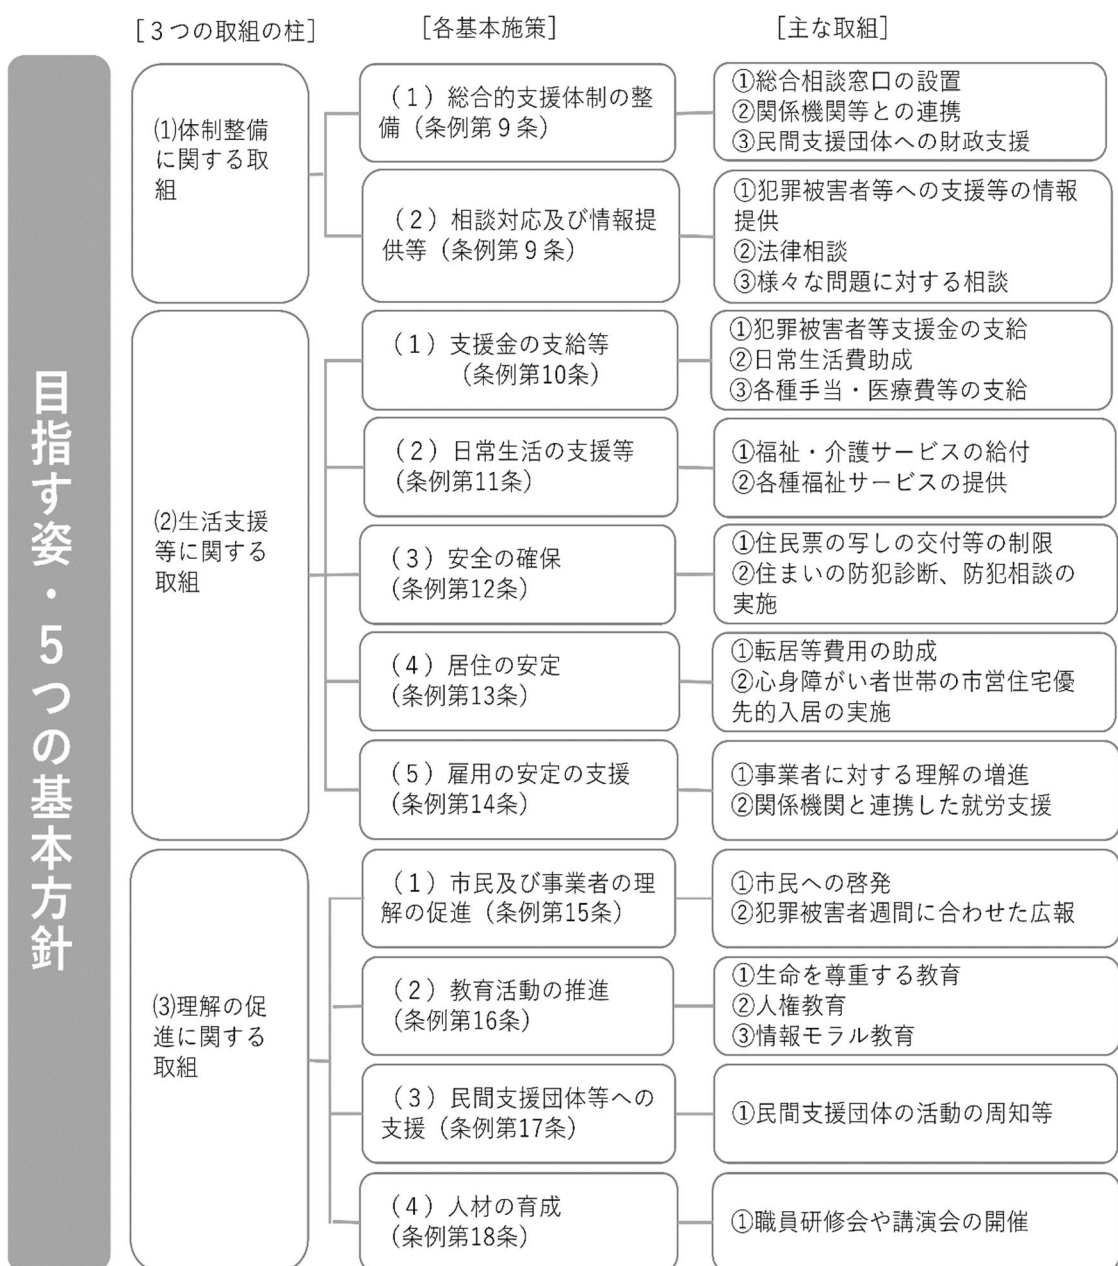 [３つの取組の柱]
[各基本施策]
[主な取組]
目指す姿・５つの基本方針
⑴体制整備
に関する取
組
（１）総合的支援体制の整
備（条例第９条）
①総合相談窓口の設置
②関係機関等との連携
③民間支援団体への財政支援
（２）相談対応及び情報提
供等（条例第９条）
①犯罪被害者等への支援等の情報
提供
②法律相談
③様々な問題に対する相談
⑵生活支援
等に関する
取組
（１）支援金の支給等
（条例第10条）
①犯罪被害者等支援金の支給
②日常生活費助成
③各種手当・医療費等の支給
（２）日常生活の支援等
（条例第11条）
①福祉・介護サービスの給付
②各種福祉サービスの提供
（３）安全の確保
（条例第12条）
①住民票の写しの交付等の制限
②住まいの防犯診断、防犯相談の
実施
（４）居住の安定
（条例第13条）
①転居等費用の助成
②心身障がい者世帯の市営住宅優
先的入居の実施
（５）雇用の安定の支援
（条例第14条）
①事業者に対する理解の増進
②関係機関と連携した就労支援
⑶理解の促
進に関する
取組
（１）市民及び事業者の理
解の促進（条例第15条）
①市民への啓発
②犯罪被害者週間に合わせた広報
（２）教育活動の推進
（条例第16条）
①生命を尊重する教育
②人権教育
③情報モラル教育
（３）民間支援団体等への
支援（条例第17条）
①民間支援団体の活動の周知等
（４）人材の育成
（条例第18条）
①職員研修会や講演会の開催